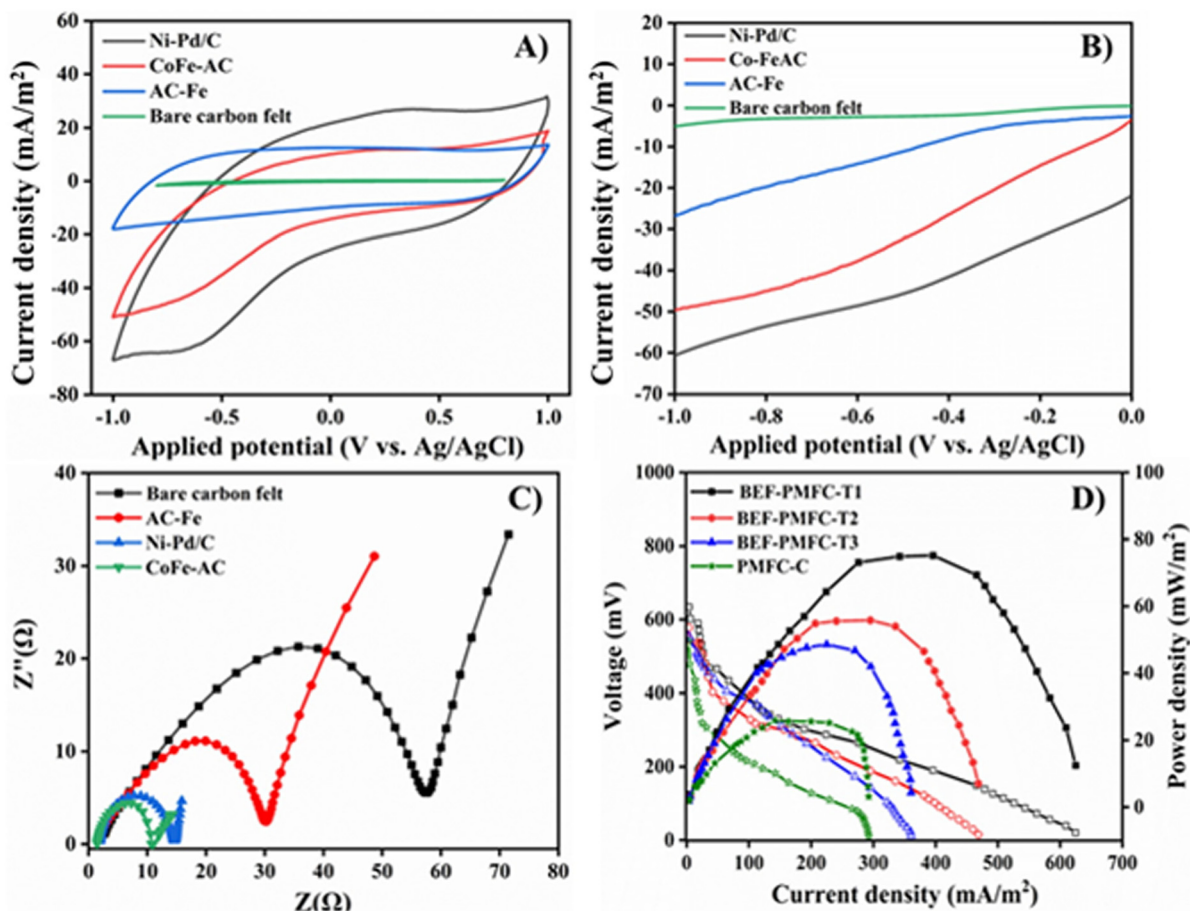 A)
Ni-Pd/C
CoFe-AC
AC-Fe
Bare carbon felt
60
40
20
0
-20
-40
-60
-80
Current density (mA/m²)
-1.0 -0.5 0.0 0.5 1.0
Applied potential (V vs. Ag/AgCl)
B)
Ni-Pd/C
Co-FeAC
AC-Fe
Bare carbon felt
20
10
0
-10
-20
-30
-40
-50
-60
-70
Current density (mA/m²)
-1.0 -0.8 -0.6 -0.4 -0.2 0.0
Applied potential (V vs. Ag/AgCl)
C)
Bare carbon felt
AC-Fe
Ni-Pd/C
CoFe-AC
40
30
20
10
0
Z"(Ω)
0 10 20 30 40 50 60 70 80
Z(Ω)
D)
BEF-PMFC-T1
BEF-PMFC-T2
BEF-PMFC-T3
PMFC-C
1000
800
600
400
200
0
Voltage (mV)
100
80
60
40
20
0
Power density (mW/m²)
0 100 200 300 400 500 600 700
Current density (mA/m²)